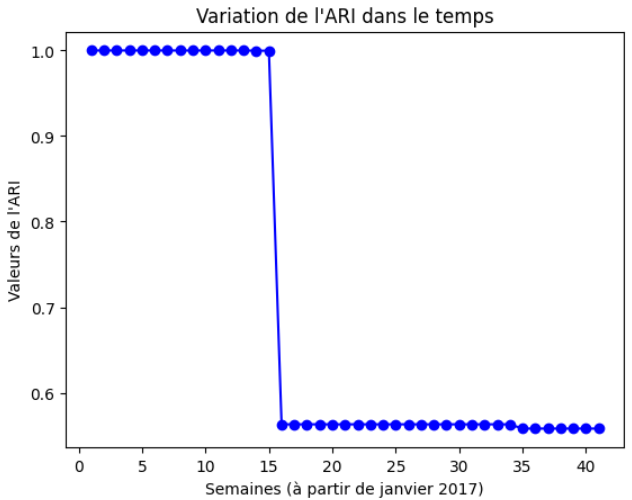 Variation de l'ARI dans le temps
1.0
0.9
0.8
0.7
0.6
Valeurs de l'ARI
0 5 10 15 20 25 30 35 40
Semaines (à partir de janvier 2017)